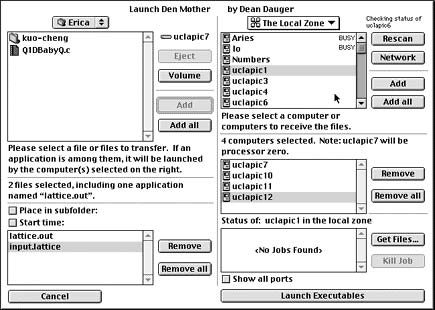 Launch Den Mother by Dean Dauger
Erica
kuo-cheng
Q1DBabyQ.c
uclapic7
Eject
Volume
Add
Add all
Please select a file or files to transfer. If an
application is among them, it will be launched
by the computer(s) selected on the right.
2 files selected, including one application
named "lattice.out".
Place in subfolder:
Start time:
lattice.out
input.lattice
Remove
Remove all
Cancel
The Local Zone
Checking status of
uclapic6
Aries BUSY
Io BUSY
Numbers
uclapic1
uclapic3
uclapic4
uclapic6
Rescan
Network
Add
Add all
Please select a computer or
computers to receive the files.
4 computers selected. Note: uclapic7 will be
processor zero.
uclapic7
uclapic10
uclapic11
uclapic12
Remove
Remove all
Status of: uclapic1 in the local zone
<No Jobs Found>
Get Files...
Kill Job
Show all ports
Launch Executables